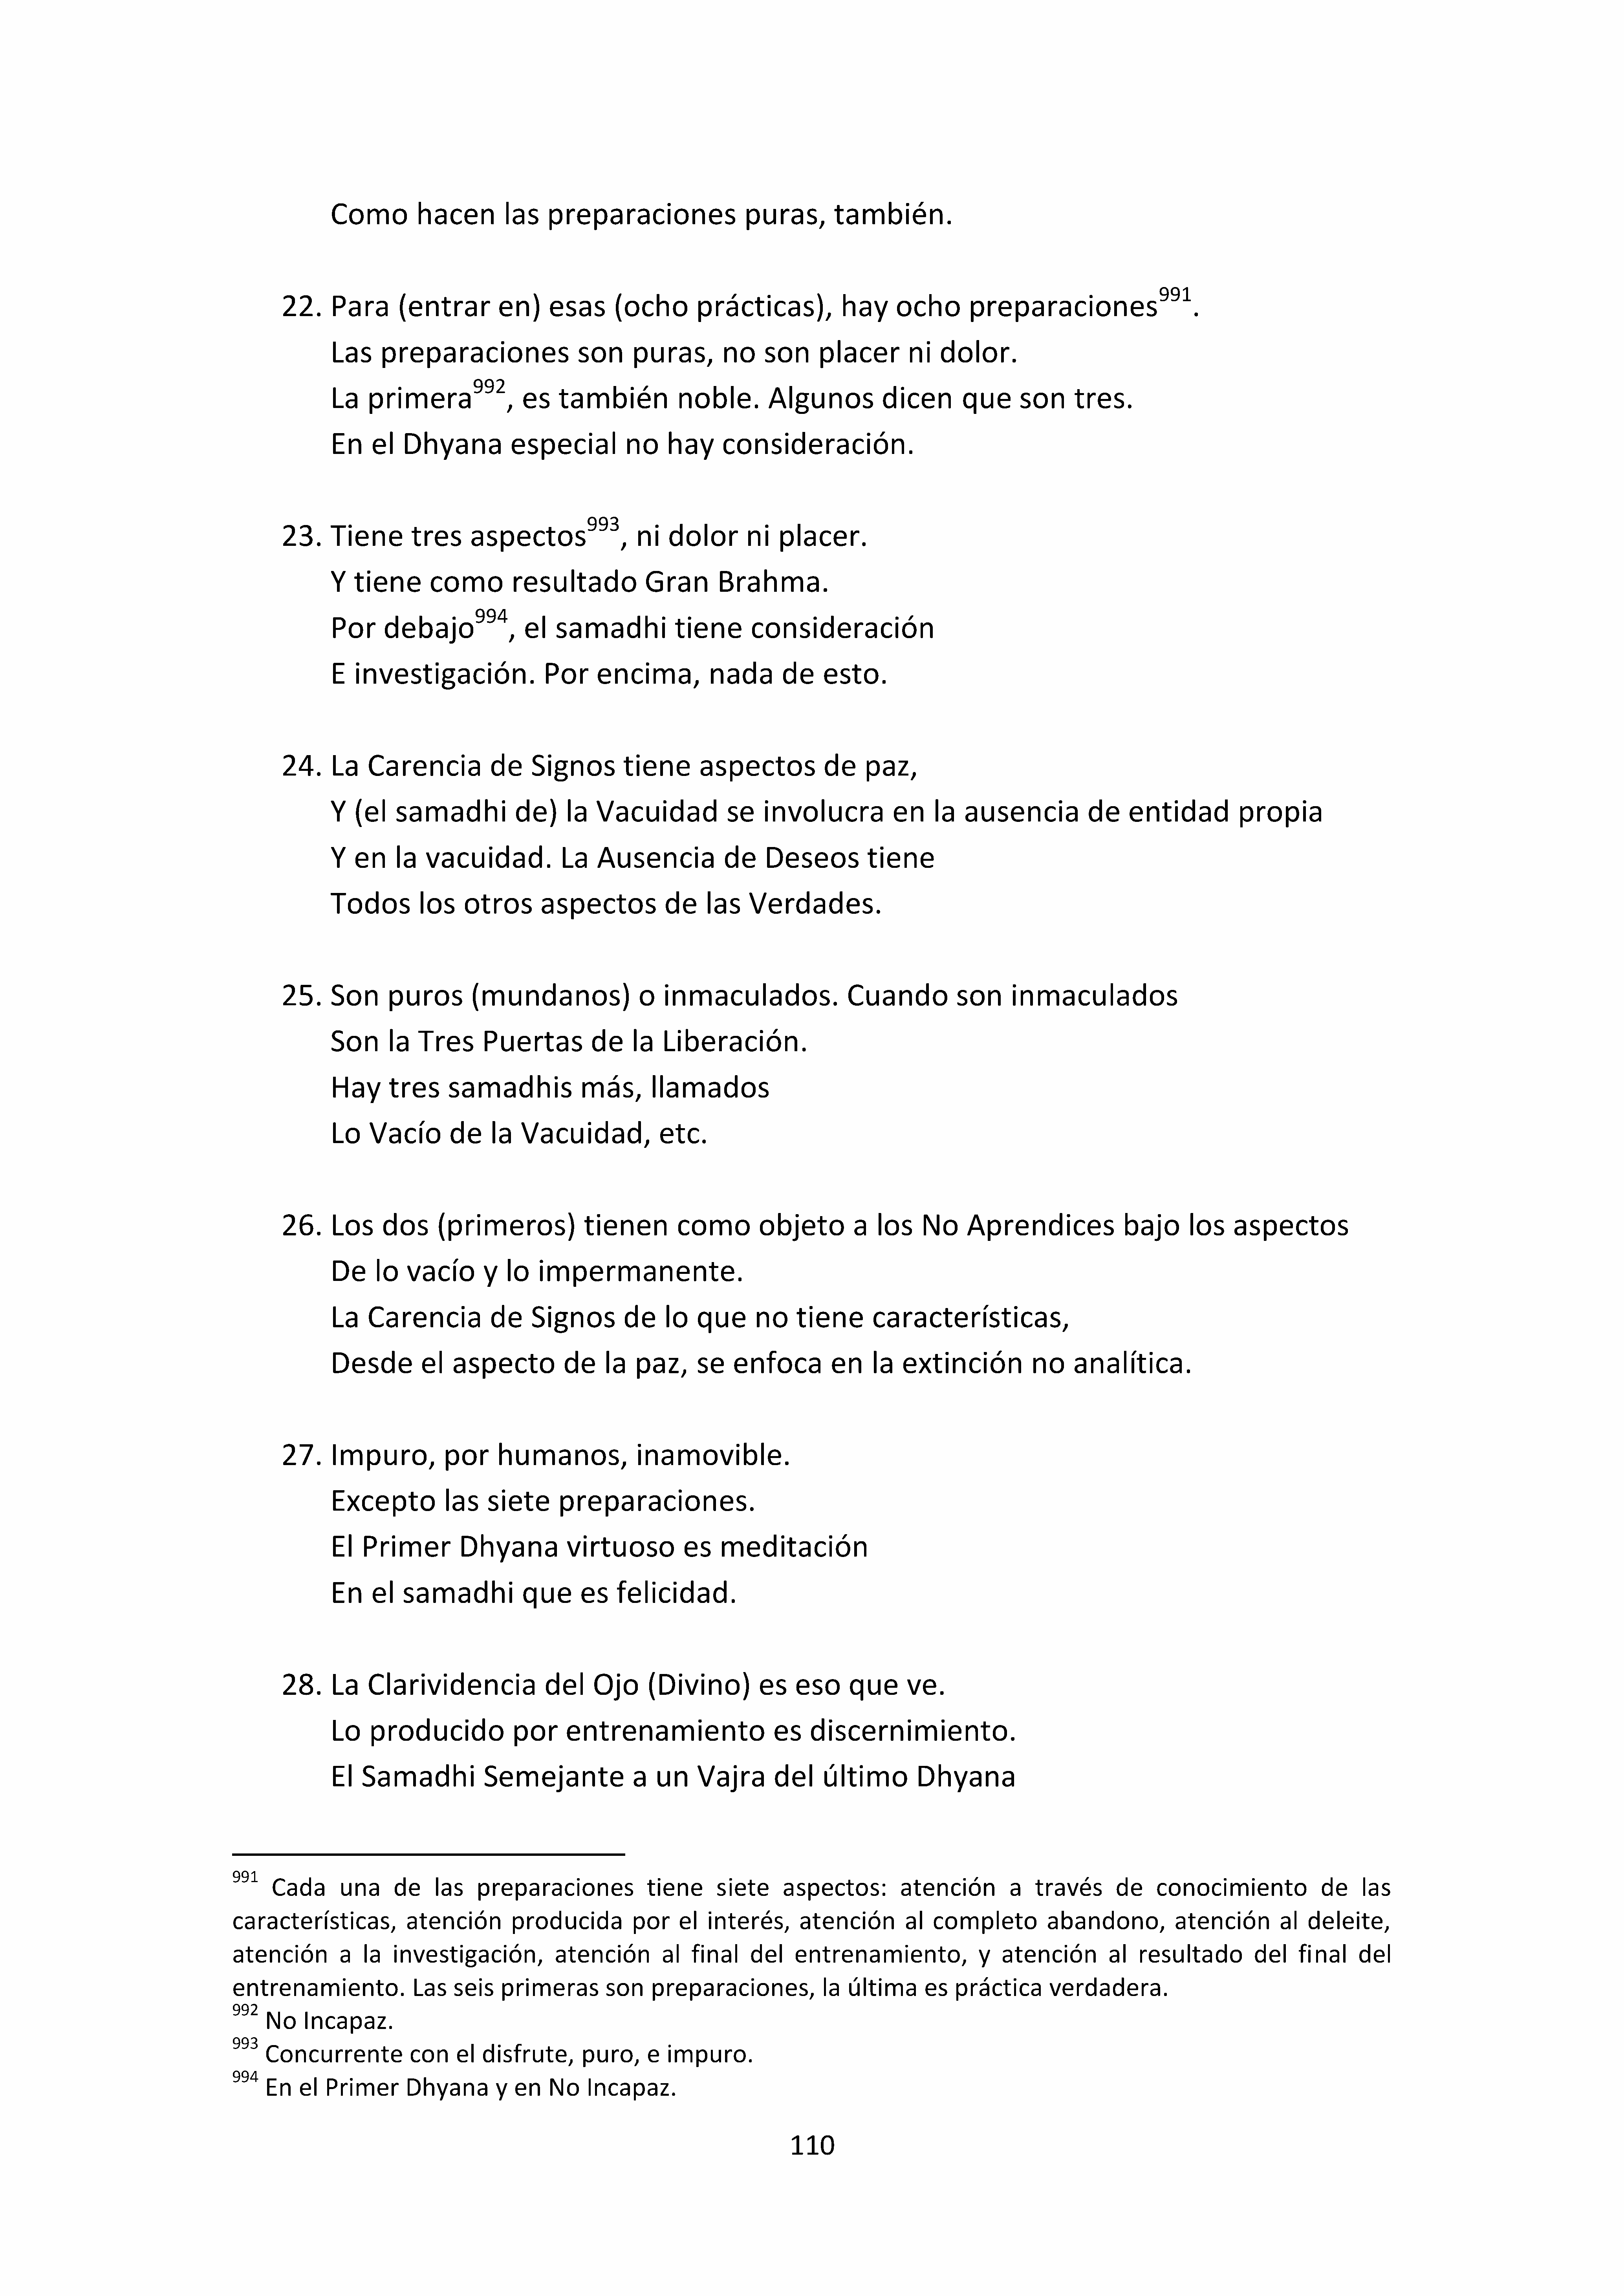 Como hacen las preparaciones puras, también.
22. Para (entrar en) esas (ocho prácticas), hay ocho preparaciones991.
Las preparaciones son puras, no son placer ni dolor.
La primera992, es también noble. Algunos dicen que son tres.
En el Dhyana especial no hay consideración.
23. Tiene tres aspectos993, ni dolor ni placer.
Y tiene como resultado Gran Brahma.
Por debajo994, el samadhi tiene consideración
E investigación. Por encima, nada de esto.
24. La Carencia de Signos tiene aspectos de paz,
Y (el samadhi de) la Vacuidad se involucra en la ausencia de entidad propia
Y en la vacuidad. La Ausencia de Deseos tiene
Todos los otros aspectos de las Verdades.
25. Son puros (mundanos) o inmaculados. Cuando son inmaculados
Son la Tres Puertas de la Liberación.
Hay tres samadhis más, llamados
Lo Vacío de la Vacuidad, etc.
26. Los dos (primeros) tienen como objeto a los No Aprendices bajo los aspectos
De lo vacío y lo impermanente.
La Carencia de Signos de lo que no tiene características,
Desde el aspecto de la paz, se enfoca en la extinción no analítica.
27. Impuro, por humanos, inamovible.
Excepto las siete preparaciones.
El Primer Dhyana virtuoso es meditación
En el samadhi que es felicidad.
28. La Clarividencia del Ojo (Divino) es eso que ve.
Lo producido por entrenamiento es discernimiento.
El Samadhi Semejante a un Vajra del último Dhyana
991 Cada una de las preparaciones tiene siete aspectos: atención a través de conocimiento de las
características, atención producida por el interés, atención al completo abandono, atención al deleite,
atención a la investigación, atención al final del entrenamiento, y atención al resultado del final del
entrenamiento. Las seis primeras son preparaciones, la última es práctica verdadera.
992 No Incapaz.
993 Concurrente con el disfrute, puro, e impuro.
994 En el Primer Dhyana y en No Incapaz.
110